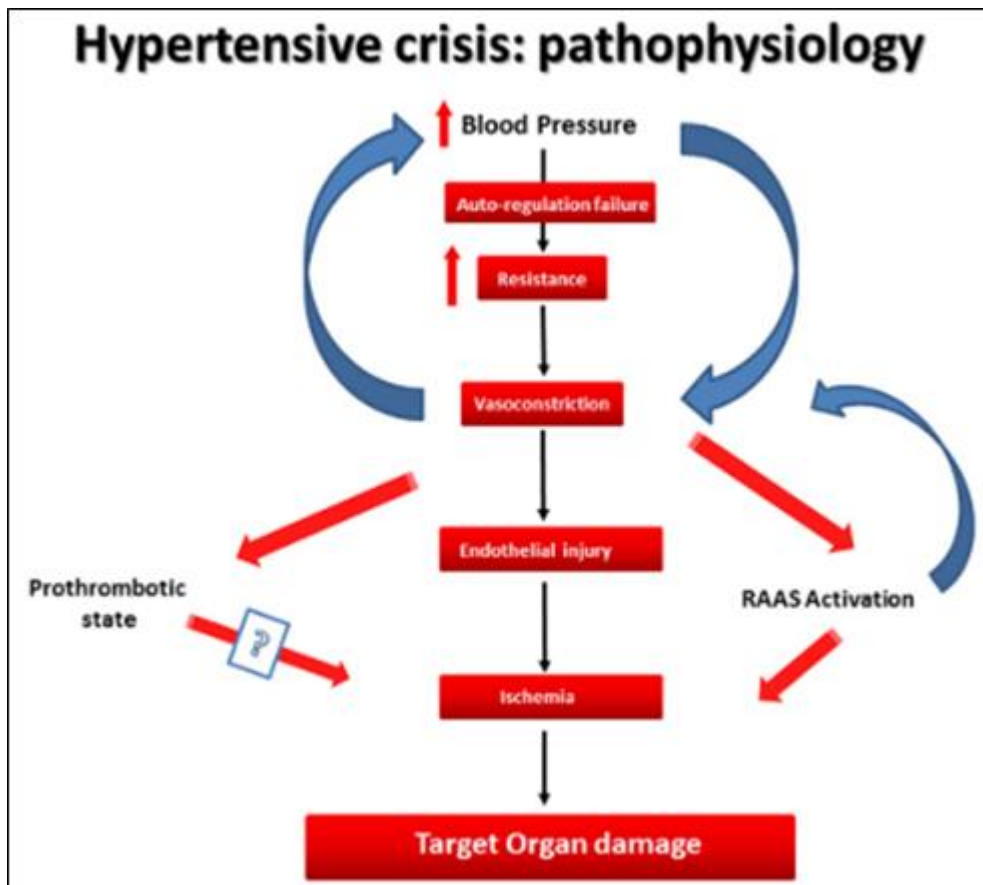 Hypertensive crisis: pathophysiology
Blood Pressure
Auto-regulation failure
Resistance
Vasoconstriction
Endothelial injury
Prothrombotic
state
RAAS Activation
?
Ischemia
Target Organ damage